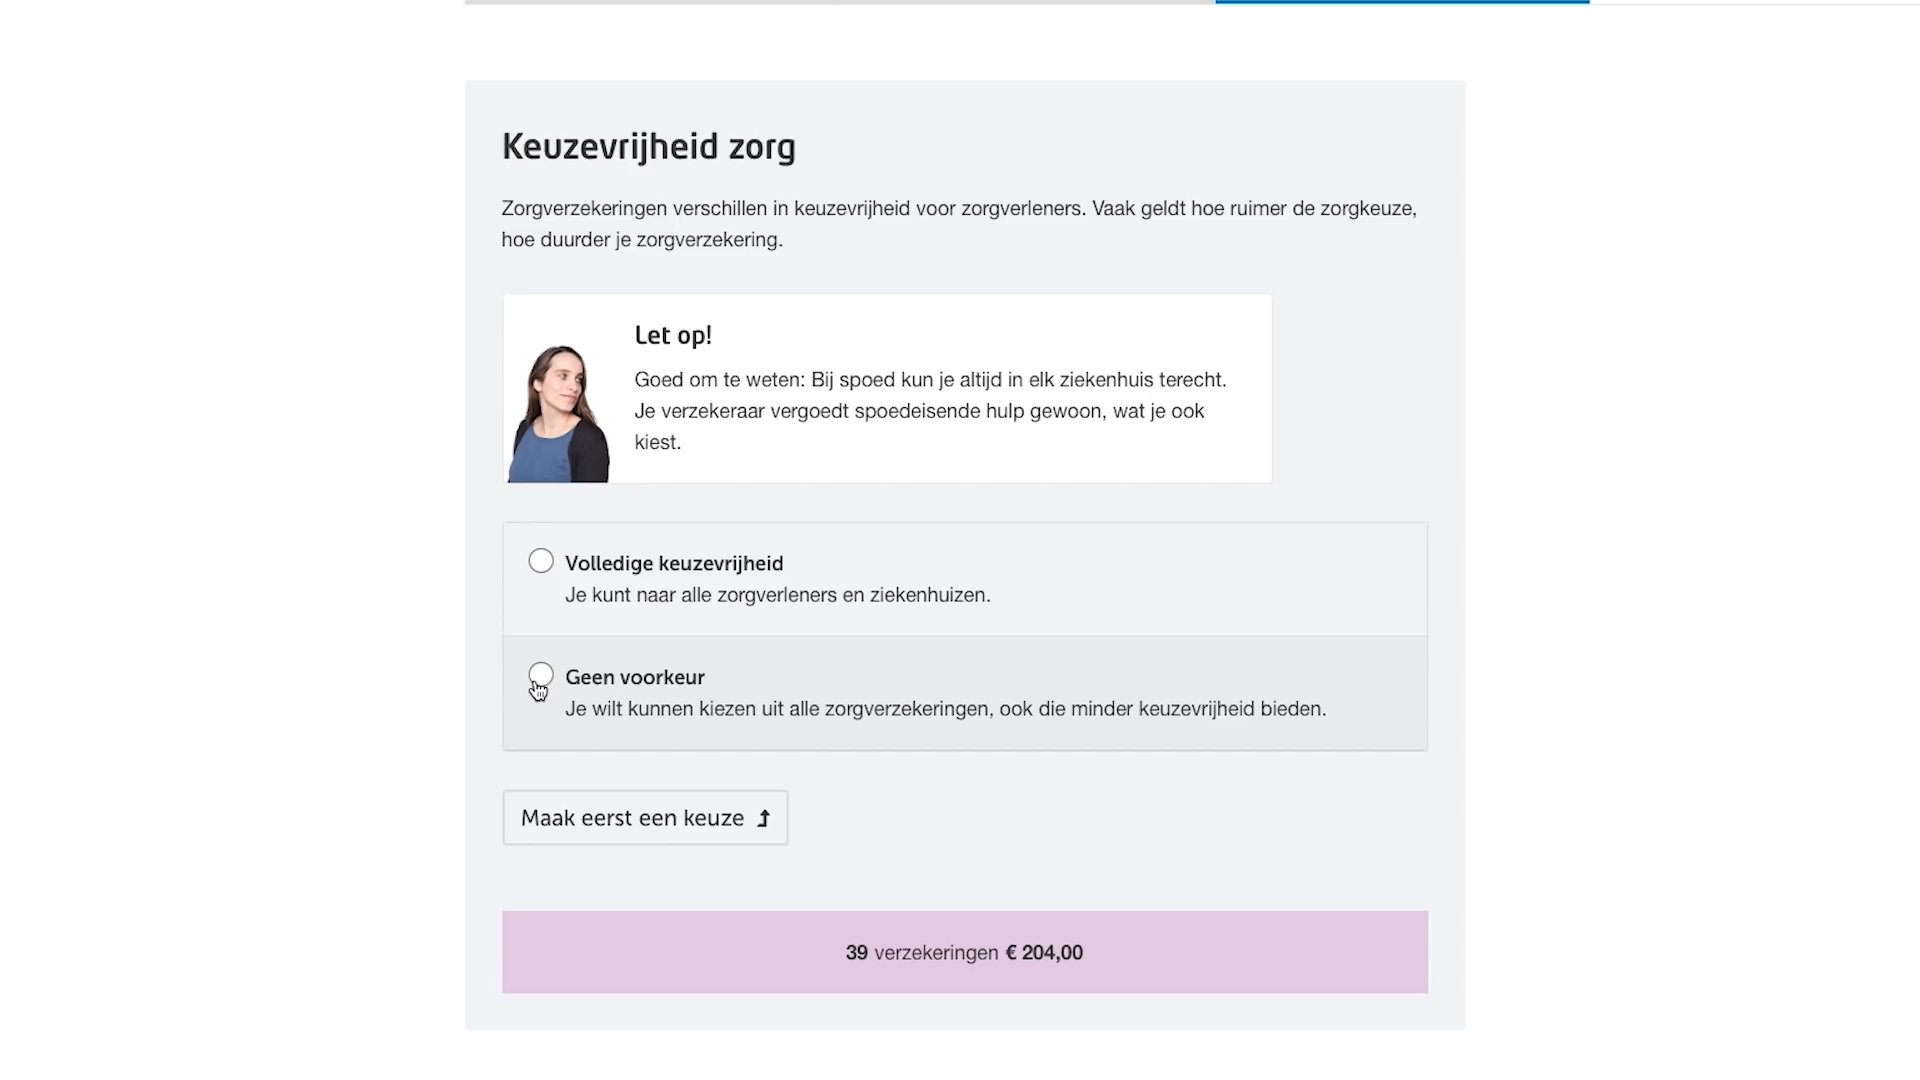 Keuzevrijheid zorg
Zorgverzekeringen verschillen in keuzevrijheid voor zorgverleners. Vaak geldt hoe ruimer de zorgkeuze,
hoe duurder je zorgverzekering.
Let op!
Goed om te weten: Bij spoed kun je altijd in elk ziekenhuis terecht.
Je verzekeraar vergoedt spoedeisende hulp gewoon, wat je ook
kiest.
Volledige keuzevrijheid
Je kunt naar alle zorgverleners en ziekenhuizen.
Geen voorkeur
Je wilt kunnen kiezen uit alle zorgverzekeringen, ook die minder keuzevrijheid bieden.
Maak eerst een keuze
39 verzekeringen € 204,00